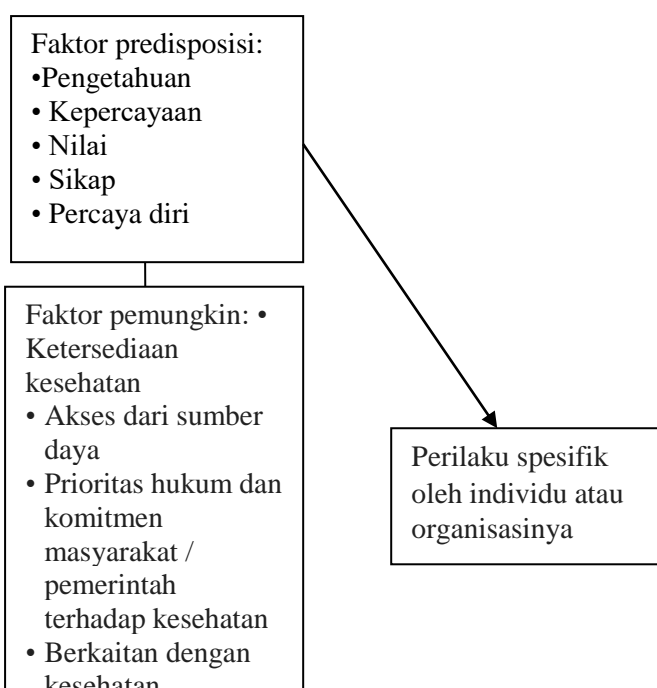 Faktor predisposisi:
•Pengetahuan
• Kepercayaan
• Nilai
• Sikap
• Percaya diri
Faktor pemungkin: •
Ketersediaan
kesehatan
• Akses dari sumber
daya
• Prioritas hukum dan
komitmen
masyarakat /
pemerintah
terhadap kesehatan
• Berkaitan dengan
kesehatan
Perilaku spesifik
oleh individu atau
organisasinya